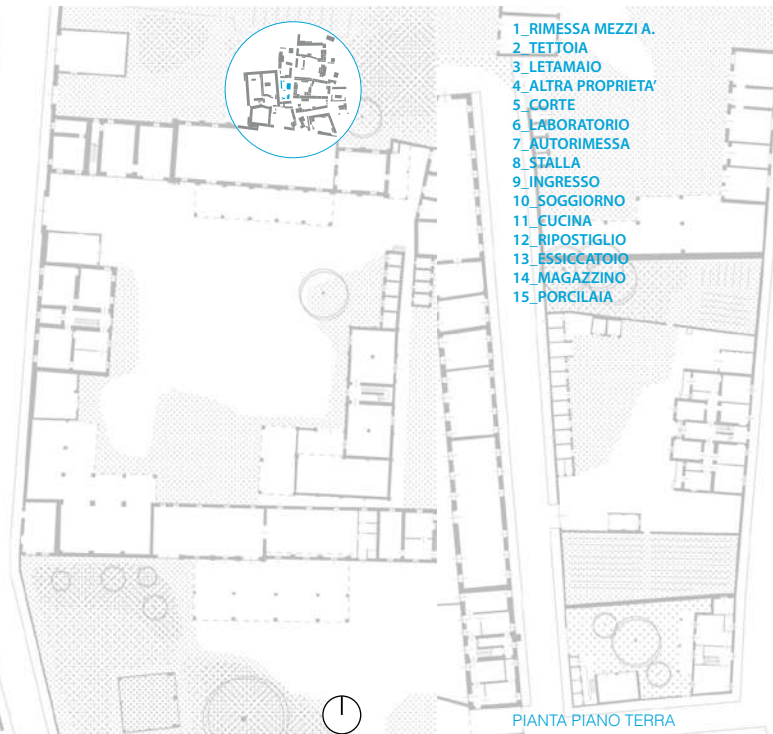 1_RIMESSA MEZZI A.
2_TETTOIA
3_LETAMAIO
4_ALTRA PROPRIETA'
5_CORTE
6_LABORATORIO
7_AUTORIMESSA
8_STALLA
9_INGRESSO
10_SOGGIORNO
11_CUCINA
12_RIPOSTIGLIO
13_ESSICCATOIO
14_MAGAZZINO
15_PORCILAIA
PIANTA PIANO TERRA